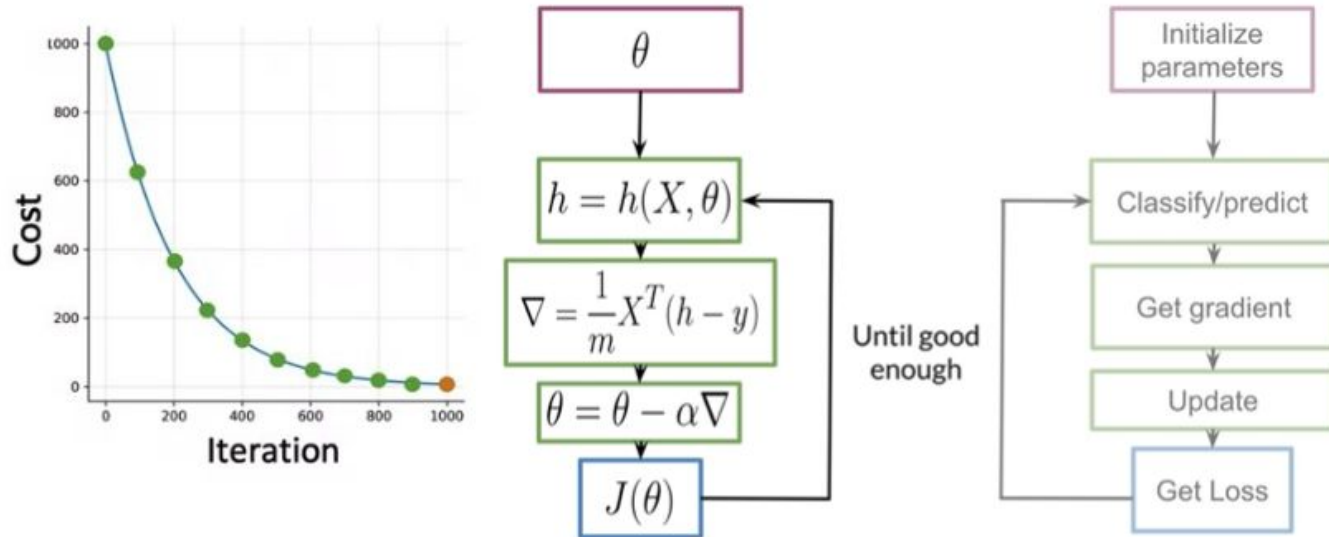 1000
800
600
400
200
0
Cost
0 200 400 600 800 1000
Iteration
θ
h = h(X, θ)
∇ = 1/m X^T (h − y)
θ = θ − α∇
J(θ)
Until good
enough
Initialize
parameters
Classify/predict
Get gradient
Update
Get Loss